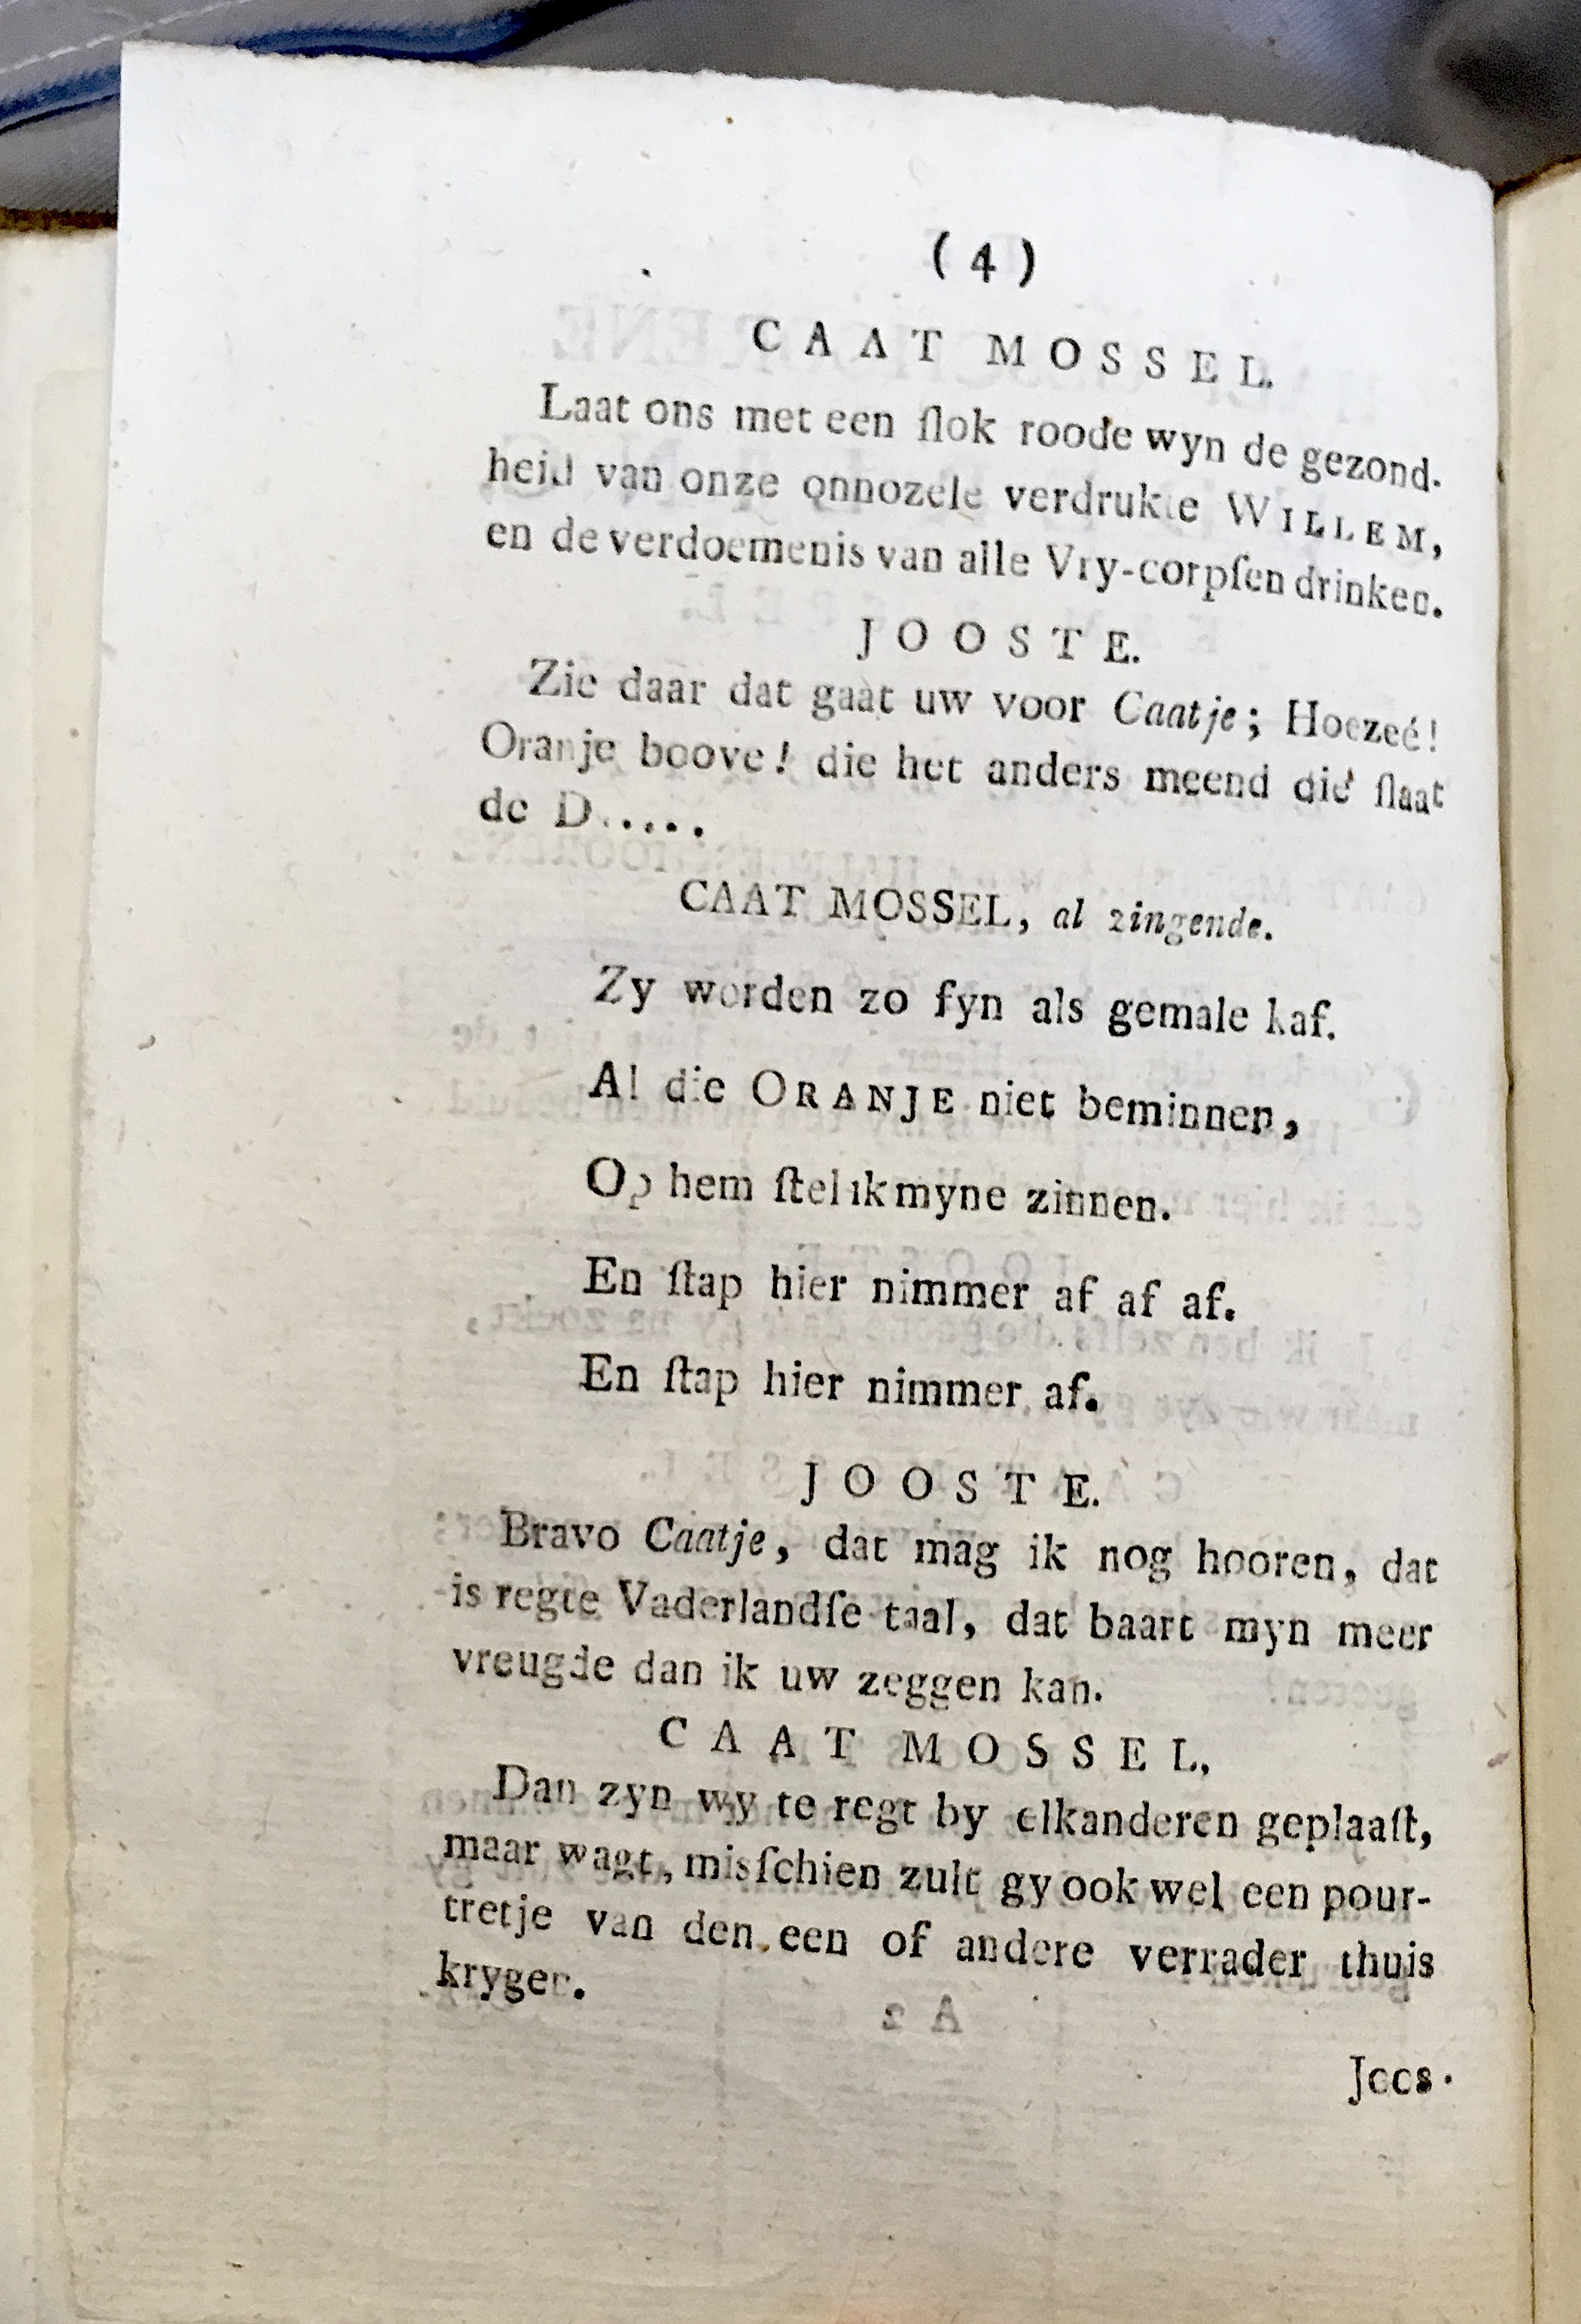 ( 4 )
CAAT MOSSEL.
Laat ons met een ſlok roode wyn de gezond-
heid van onze onnozele verdrukte WILLEM,
en de verdoemenis van alle Vry-corpſen drinken.
JOOSTE.
Zie daar dat gaat uw voor Caatje; Hoezeé!
Oranje boove! die het anders meend die ſlaat
de D.....
CAAT MOSSEL, al zingende.
Zy worden zo fyn als gemale kaf.
Al die ORANJE niet beminnen,
Op hem ſtel ik myne zinnen.
En ſtap hier nimmer af af af.
En ſtap hier nimmer af.
JOOSTE.
Bravo Caatje, dat mag ik nog hooren, dat
is regte Vaderlandſe taal, dat baart myn meer
vreugde dan ik uw zeggen kan.
CAAT MOSSEL,
Dan zyn wy te regt by elkanderen geplaaſt,
maar wagt, misſchien zult gy ook wel een pour-
tretje van den een of andere verrader thuis
krygen.
Joos-